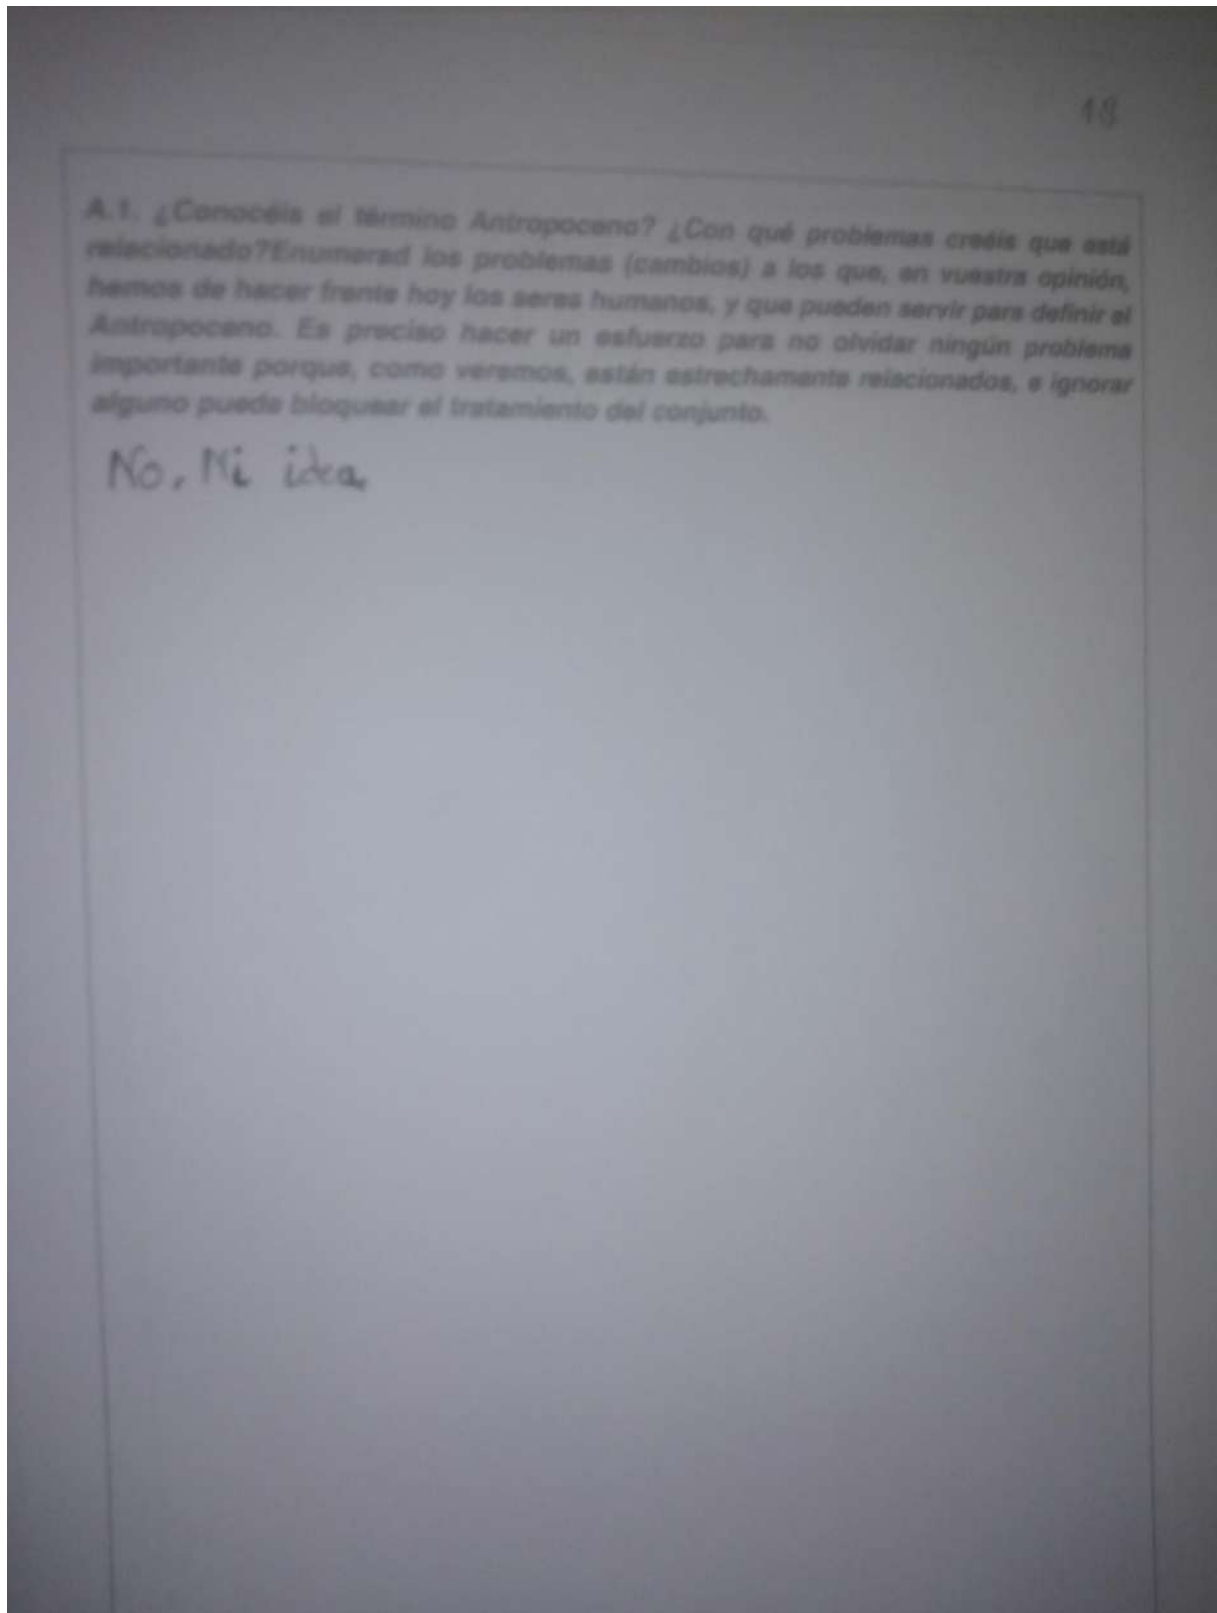 18
A.1. ¿Conocéis el término Antropoceno? ¿Con qué problemas creéis que está
relacionado?Enumerad los problemas (cambios) a los que, en vuestra opinión,
hemos de hacer frente hoy los seres humanos, y que pueden servir para definir el
Antropoceno. Es preciso hacer un esfuerzo para no olvidar ningún problema
importante porque, como veremos, están estrechamente relacionados, e ignorar
alguno puede bloquear el tratamiento del conjunto.
No, Ni idea.